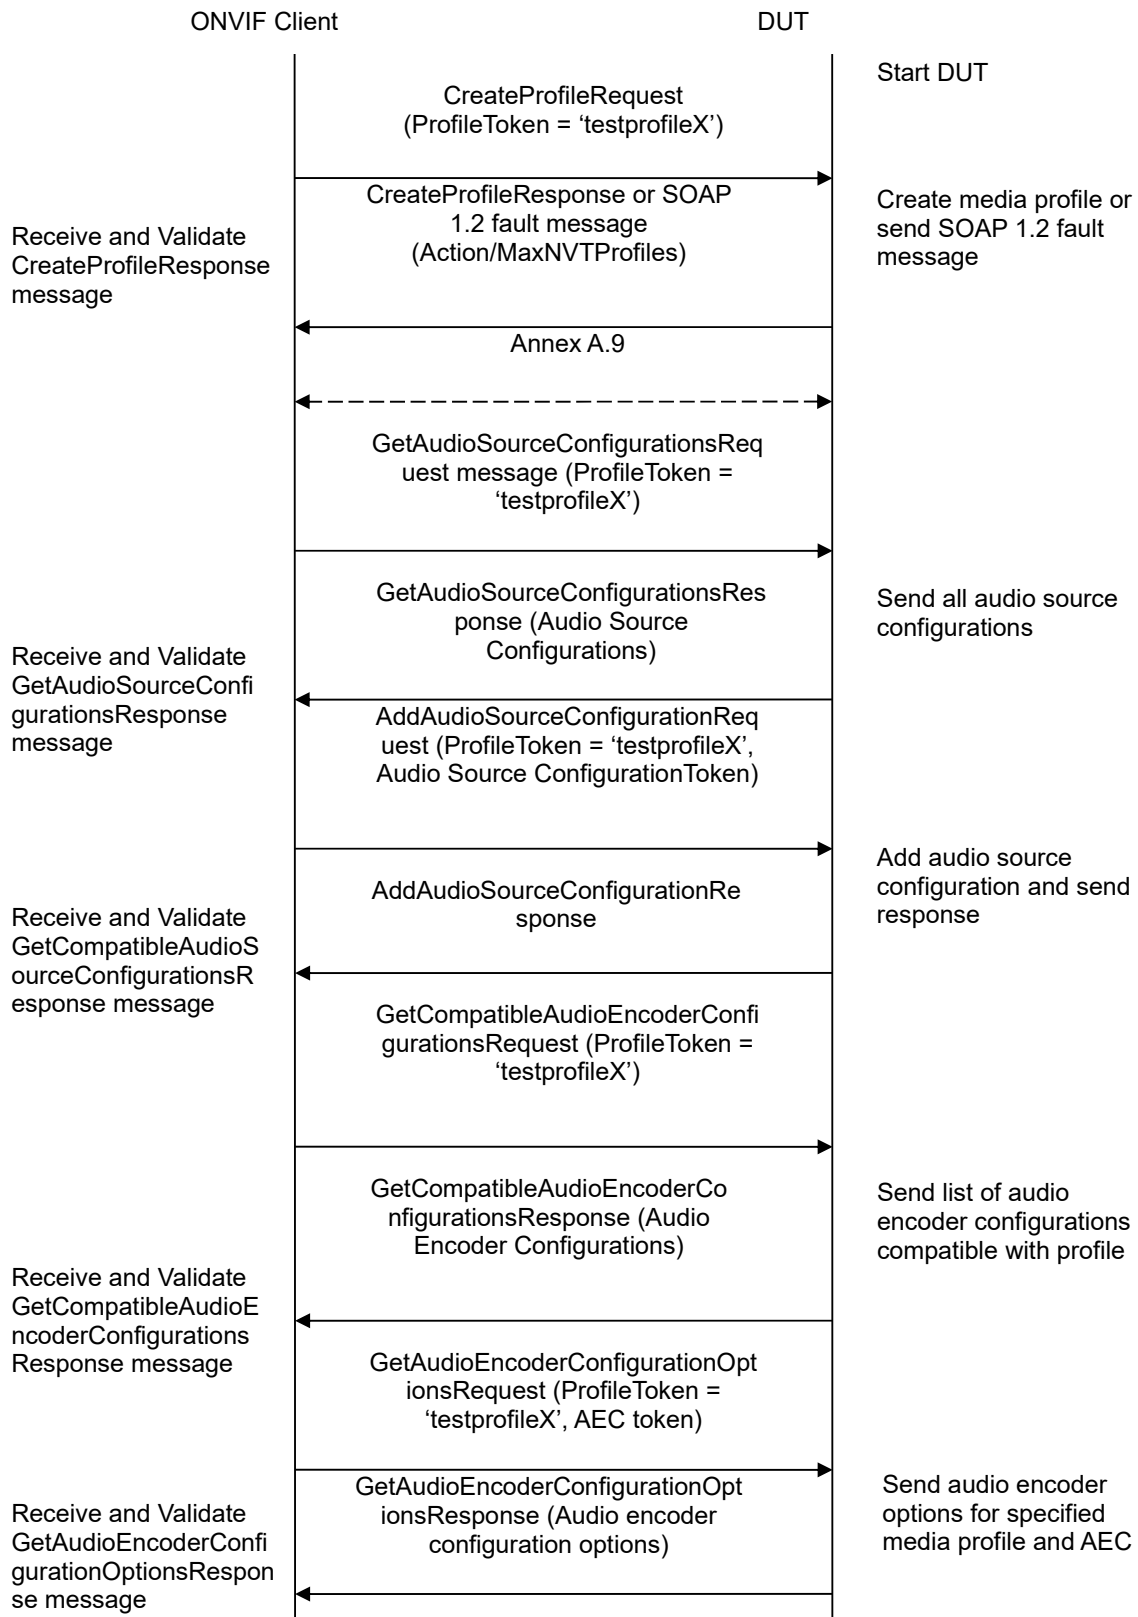 ONVIF Client
DUT
Start DUT
CreateProfileRequest
(ProfileToken = ‘testprofileX’)
CreateProfileResponse or SOAP
1.2 fault message
(Action/MaxNVTProfiles)
Create media profile or
send SOAP 1.2 fault
message
Receive and Validate
CreateProfileResponse
message
Annex A.9
GetAudioSourceConfigurationsReq
uest message (ProfileToken =
‘testprofileX’)
GetAudioSourceConfigurationsRes
ponse (Audio Source
Configurations)
Send all audio source
configurations
Receive and Validate
GetAudioSourceConfi
gurationsResponse
message
AddAudioSourceConfigurationReq
uest (ProfileToken = ‘testprofileX’,
Audio Source ConfigurationToken)
Add audio source
configuration and send
response
AddAudioSourceConfigurationRe
sponse
Receive and Validate
GetCompatibleAudioS
ourceConfigurationsR
esponse message
GetCompatibleAudioEncoderConfi
gurationsRequest (ProfileToken =
‘testprofileX’)
GetCompatibleAudioEncoderCo
nfigurationsResponse (Audio
Encoder Configurations)
Send list of audio
encoder configurations
compatible with profile
Receive and Validate
GetCompatibleAudioE
ncoderConfigurations
Response message
GetAudioEncoderConfigurationOpt
ionsRequest (ProfileToken =
‘testprofileX’, AEC token)
GetAudioEncoderConfigurationOpt
ionsResponse (Audio encoder
configuration options)
Send audio encoder
options for specified
media profile and AEC
Receive and Validate
GetAudioEncoderConfi
gurationOptionsRespon
se message